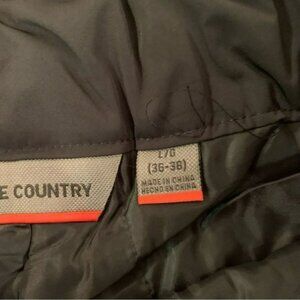 E COUNTRY
L/G
(36-38)
MADE IN CHINA
HECHO EN CHINA